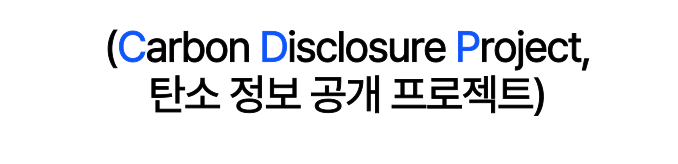 (Carbon Disclosure Project,
탄소 정보 공개 프로젝트)